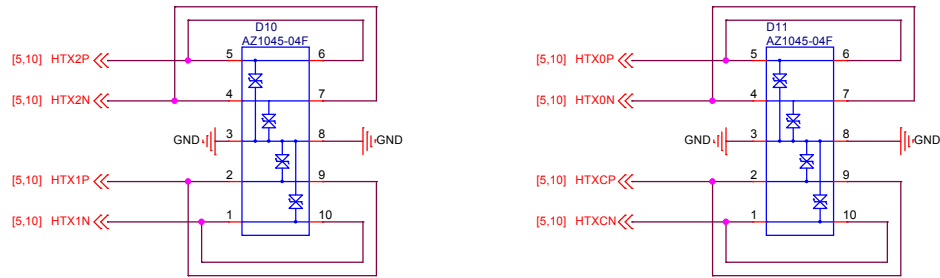 D10
AZ1045-04F
[5,10] HTX2P 5 6
[5,10] HTX2N 4 7
GND 3 8 GND
[5,10] HTX1P 2 9
[5,10] HTX1N 1 10
D11
AZ1045-04F
[5,10] HTX0P 5 6
[5,10] HTX0N 4 7
GND 3 8 GND
[5,10] HTXCP 2 9
[5,10] HTXCN 1 10